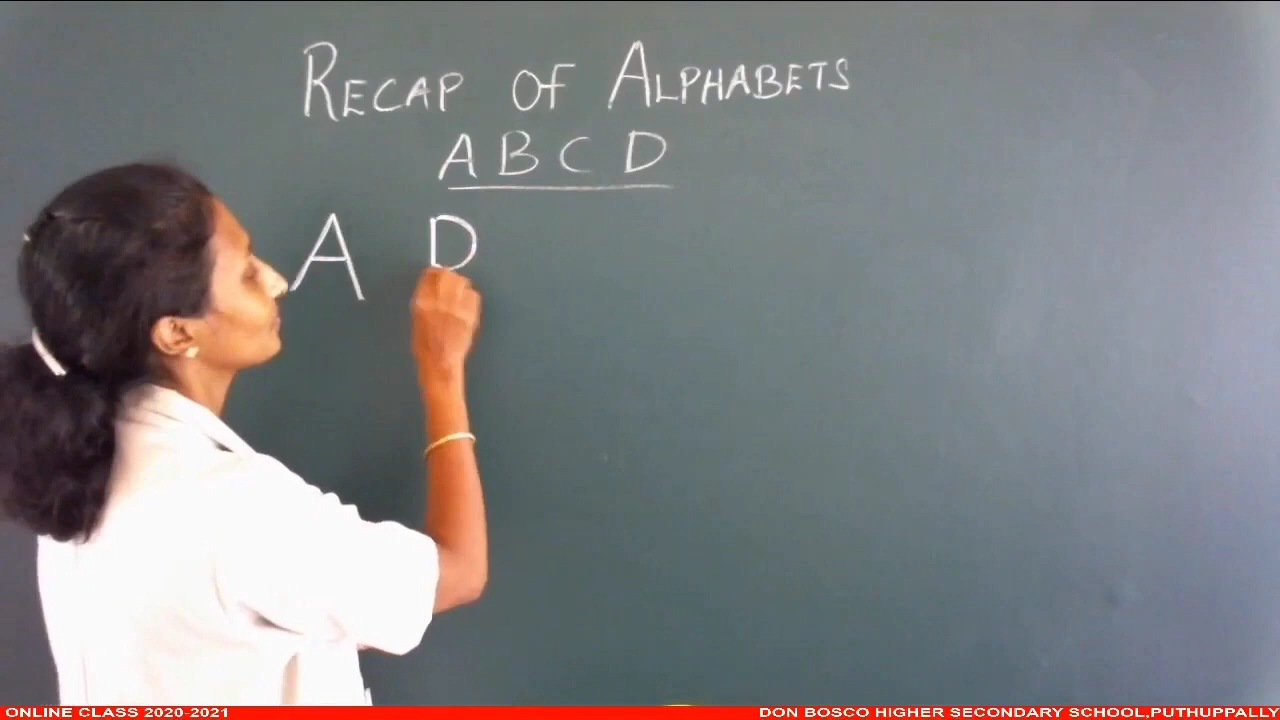 RECAP OF ALPHABETS
A B C D
A D
ONLINE CLASS 2020-2021
DON BOSCO HIGHER SECONDARY SCHOOL,PUTHUPPALLY